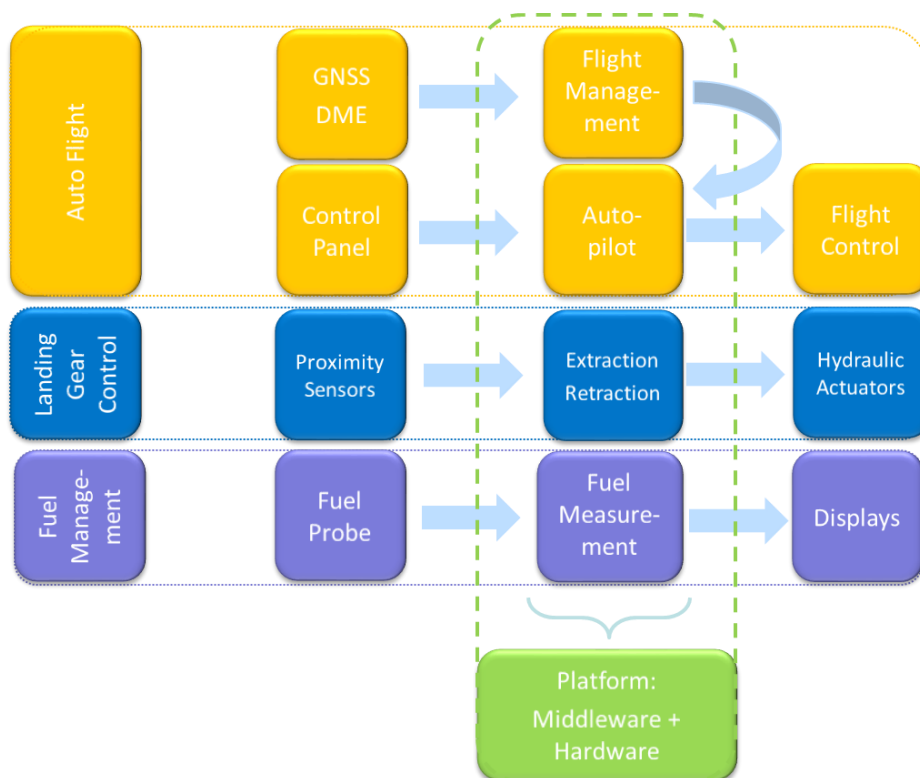 Auto Flight
GNSS
DME
Flight
Manage-
ment
Control
Panel
Auto-
pilot
Flight
Control
Landing
Gear
Control
Proximity
Sensors
Extraction
Retraction
Hydraulic
Actuators
Fuel
Manage-
ment
Fuel
Probe
Fuel
Measure-
ment
Displays
Platform:
Middleware +
Hardware